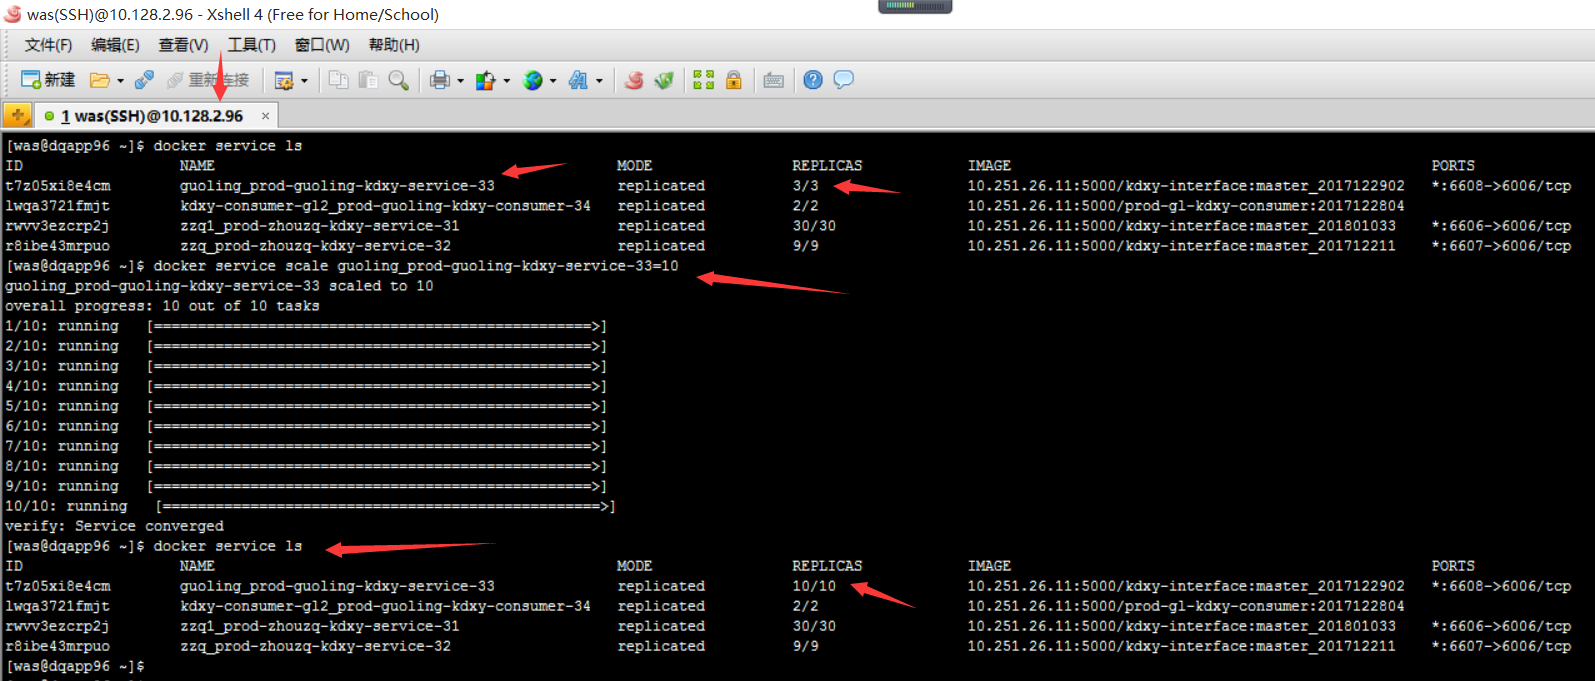 was(SSH)@10.128.2.96 - Xshell 4 (Free for Home/School)
文件(F) 编辑(E) 查看(V) 工具(T) 窗口(W) 帮助(H)
新建 重新连接
1 was(SSH)@10.128.2.96 ×
[was@dqapp96 ~]$ docker service ls
ID NAME MODE REPLICAS IMAGE PORTS
t7z05xi8e4cm guoling_prod-guoling-kdxy-service-33 replicated 3/3 10.251.26.11:5000/kdxy-interface:master_2017122902 *:6608->6006/tcp
lwqa3721fmjt kdxy-consumer-gl2_prod-guoling-kdxy-consumer-34 replicated 2/2 10.251.26.11:5000/prod-gl-kdxy-consumer:2017122804
rwvv3ezcrp2j zzq1_prod-zhouzq-kdxy-service-31 replicated 30/30 10.251.26.11:5000/kdxy-interface:master_201801033 *:6606->6006/tcp
r8ibe43mrpuo zzq_prod-zhouzq-kdxy-service-32 replicated 9/9 10.251.26.11:5000/kdxy-interface:master_201712211 *:6607->6006/tcp
[was@dqapp96 ~]$ docker service scale guoling_prod-guoling-kdxy-service-33=10
guoling_prod-guoling-kdxy-service-33 scaled to 10
overall progress: 10 out of 10 tasks
1/10: running [==================================================>]
2/10: running [==================================================>]
3/10: running [==================================================>]
4/10: running [==================================================>]
5/10: running [==================================================>]
6/10: running [==================================================>]
7/10: running [==================================================>]
8/10: running [==================================================>]
9/10: running [==================================================>]
10/10: running [==================================================>]
verify: Service converged
[was@dqapp96 ~]$ docker service ls
ID NAME MODE REPLICAS IMAGE PORTS
t7z05xi8e4cm guoling_prod-guoling-kdxy-service-33 replicated 10/10 10.251.26.11:5000/kdxy-interface:master_2017122902 *:6608->6006/tcp
lwqa3721fmjt kdxy-consumer-gl2_prod-guoling-kdxy-consumer-34 replicated 2/2 10.251.26.11:5000/prod-gl-kdxy-consumer:2017122804
rwvv3ezcrp2j zzq1_prod-zhouzq-kdxy-service-31 replicated 30/30 10.251.26.11:5000/kdxy-interface:master_201801033 *:6606->6006/tcp
r8ibe43mrpuo zzq_prod-zhouzq-kdxy-service-32 replicated 9/9 10.251.26.11:5000/kdxy-interface:master_201712211 *:6607->6006/tcp
[was@dqapp96 ~]$